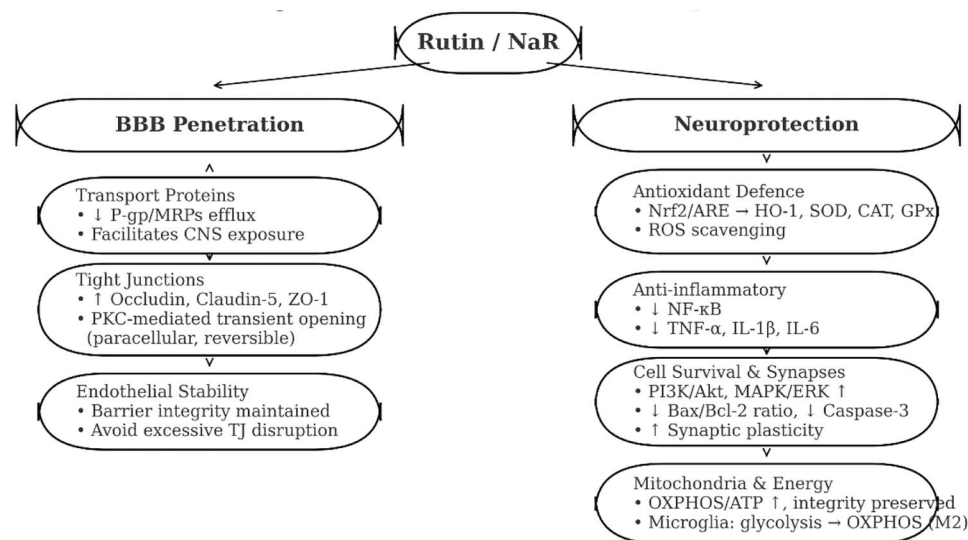 Rutin / NaR
BBB Penetration
Transport Proteins
• ↓ P-gp/MRPs efflux
• Facilitates CNS exposure
Tight Junctions
• ↑ Occludin, Claudin-5, ZO-1
• PKC-mediated transient opening
(paracellular, reversible)
Endothelial Stability
• Barrier integrity maintained
• Avoid excessive TJ disruption
Neuroprotection
Antioxidant Defence
• Nrf2/ARE → HO-1, SOD, CAT, GPx
• ROS scavenging
Anti-inflammatory
• ↓ NF-κB
• ↓ TNF-α, IL-1β, IL-6
Cell Survival & Synapses
• PI3K/Akt, MAPK/ERK ↑
• ↓ Bax/Bcl-2 ratio, ↓ Caspase-3
• ↑ Synaptic plasticity
Mitochondria & Energy
• OXPHOS/ATP ↑, integrity preserved
• Microglia: glycolysis → OXPHOS (M2)